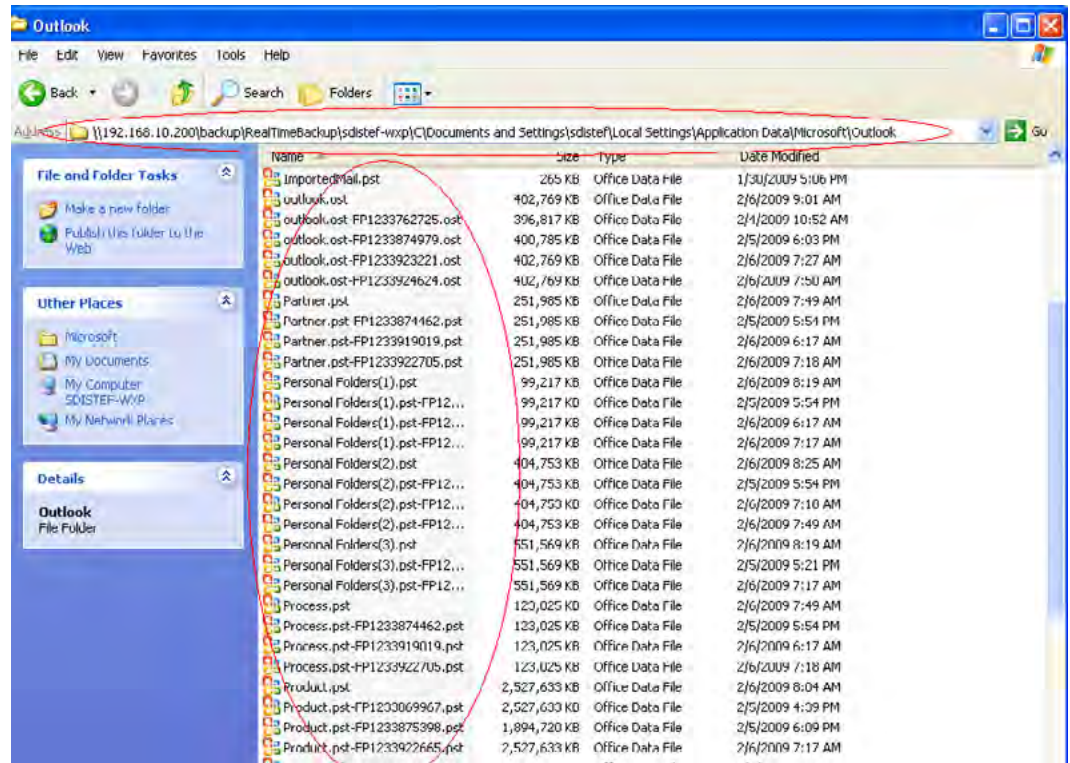 Outlook
File Edit View Favorites Tools Help
Back Search Folders
Address \\192.168.10.200\backup\RealTimeBackup\sdistef-wxp\C\Documents and Settings\sdistef\Local Settings\Application Data\Microsoft\Outlook Go
File and Folder Tasks
Make a new folder
Publish this folder to the
Web
Other Places
Microsoft
My Documents
My Computer
SDISTEF-WXP
My Network Places
Details
Outlook
File Folder
Name Size Type Date Modified
ImportedMail.pst 265 KB Office Data File 1/30/2009 5:06 PM
outlook.ost 402,769 KB Office Data File 2/6/2009 9:01 AM
outlook.ost-FP1233762725.ost 396,817 KB Office Data File 2/4/2009 10:52 AM
outlook.ost-FP1233874979.ost 400,785 KB Office Data File 2/5/2009 6:03 PM
outlook.ost-FP1233923221.ost 402,769 KB Office Data File 2/6/2009 7:27 AM
outlook.ost-FP1233924624.ost 402,769 KB Office Data File 2/6/2009 7:50 AM
Partner.pst 251,985 KB Office Data File 2/6/2009 7:49 AM
Partner.pst-FP1233874462.pst 251,985 KB Office Data File 2/5/2009 5:54 PM
Partner.pst-FP1233919019.pst 251,985 KB Office Data File 2/6/2009 6:17 AM
Partner.pst-FP1233922705.pst 251,985 KB Office Data File 2/6/2009 7:18 AM
Personal Folders(1).pst 99,217 KB Office Data File 2/6/2009 8:19 AM
Personal Folders(1).pst-FP12... 99,217 KB Office Data File 2/5/2009 5:54 PM
Personal Folders(1).pst-FP12... 99,217 KB Office Data File 2/6/2009 6:17 AM
Personal Folders(1).pst-FP12... 99,217 KB Office Data File 2/6/2009 7:17 AM
Personal Folders(2).pst 404,753 KB Office Data File 2/6/2009 8:25 AM
Personal Folders(2).pst-FP12... 404,753 KB Office Data File 2/5/2009 5:54 PM
Personal Folders(2).pst-FP12... 404,753 KB Office Data File 2/6/2009 7:18 AM
Personal Folders(2).pst-FP12... 404,753 KB Office Data File 2/6/2009 7:49 AM
Personal Folders(3).pst 551,569 KB Office Data File 2/6/2009 8:19 AM
Personal Folders(3).pst-FP12... 551,569 KB Office Data File 2/5/2009 5:21 PM
Personal Folders(3).pst-FP12... 551,569 KB Office Data File 2/6/2009 7:17 AM
Process.pst 123,025 KB Office Data File 2/6/2009 7:49 AM
Process.pst-FP1233874462.pst 123,025 KB Office Data File 2/5/2009 5:54 PM
Process.pst-FP1233919019.pst 123,025 KB Office Data File 2/6/2009 6:17 AM
Process.pst-FP1233922705.pst 123,025 KB Office Data File 2/6/2009 7:18 AM
Product.pst 2,527,633 KB Office Data File 2/6/2009 8:04 AM
Product.pst-FP1233869967.pst 2,527,633 KB Office Data File 2/5/2009 4:39 PM
Product.pst-FP1233875398.pst 1,894,720 KB Office Data File 2/5/2009 6:09 PM
Product.pst-FP1233922665.pst 2,527,633 KB Office Data File 2/6/2009 7:17 AM